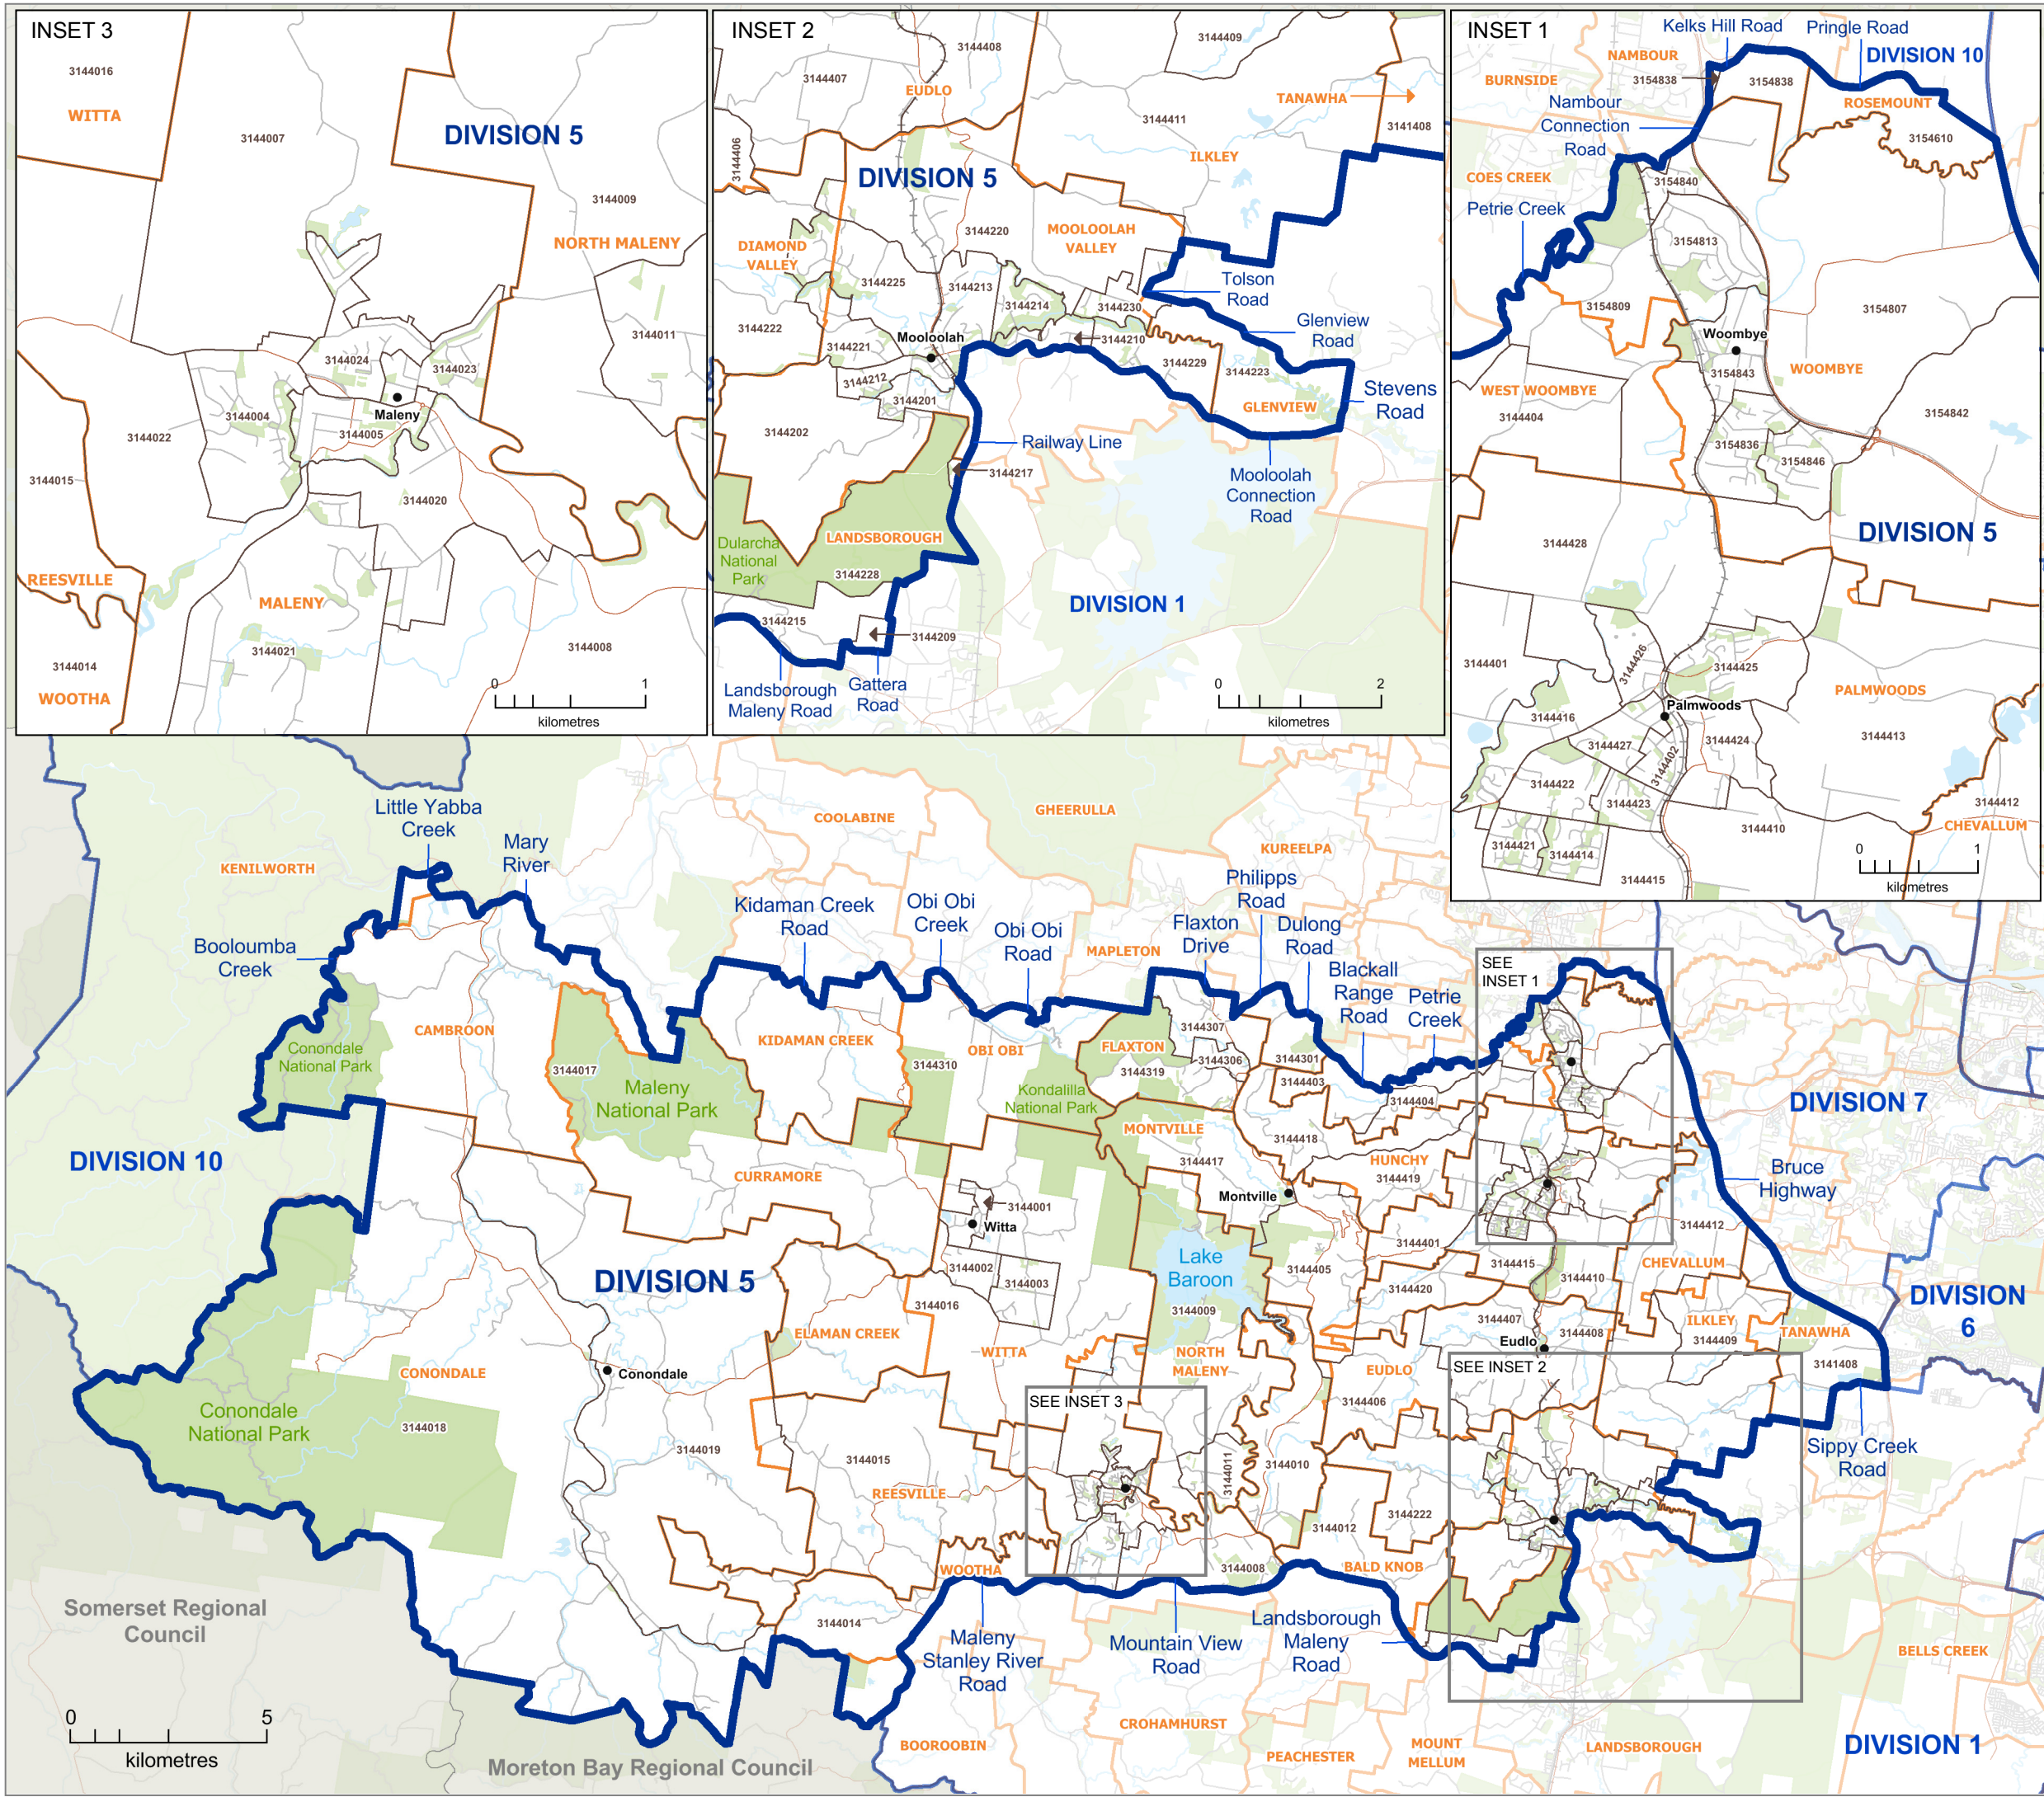 INSET 3
3144016
WITTA
3144007
DIVISION 5
3144009
NORTH MALENY
3144011
3144024
3144023
3144004
Maleny
3144005
3144022
3144015
3144020
REESVILLE
MALENY
3144021
3144008
3144014
WOOTHA
0 1
kilometres
INSET 2
3144408
3144409
3144407
EUDLO
TANAWHA
3144411
3141408
3144406
ILKLEY
DIVISION 5
3144220
MOOLOOLAH
VALLEY
DIAMOND
VALLEY
3144225
3144213
3144214
3144230
Tolson
Road
3144222
Mooloolah
3144210
Glenview
Road
3144221
3144229
3144223
3144212
3144201
GLENVIEW
Stevens
Road
3144202
Railway Line
3144217
Mooloolah
Connection
Road
Dularcha
National
Park
LANDSBOROUGH
3144228
DIVISION 1
3144215
3144209
Landsborough
Maleny Road
Gattera
Road
0 2
kilometres
INSET 1
Kelks Hill Road
Pringle Road
NAMBOUR
DIVISION 10
BURNSIDE
3154838
3154838
ROSEMOUNT
Nambour
Connection
Road
3154610
COES CREEK
3154840
Petrie Creek
3154813
3154809
3154807
Woombye
3154843
WOOMBYE
WEST WOOMBYE
3144404
3154842
3154836
3154846
DIVISION 5
3144428
3144401
3144426
3144425
PALMWOODS
Palmwoods
3144416
3144427
3144424
3144413
3144402
3144422
3144423
3144412
CHEVALLUM
3144410
3144421
3144414
3144415
0 1
kilometres
Little Yabba
Creek
Mary
River
KENILWORTH
COOLABINE
GHEERULLA
KUREELPA
Philipps
Road
Kidaman Creek
Road
Obi Obi
Creek
Obi Obi
Road
Flaxton
Drive
Dulong
Road
MAPLETON
Booloumba
Creek
Blackall
Range
Road
Petrie
Creek
SEE
INSET 1
CAMBROON
Conondale
National Park
3144017
Maleny
National Park
KIDAMAN CREEK
3144310
OBI OBI
Kondalilla
National Park
FLAXTON
3144319
3144307
3144306
3144301
3144403
3144404
DIVISION 7
DIVISION 10
MONTVILLE
3144418
3144417
HUNCHY
3144419
Bruce
Highway
CURRAMORE
3144001
Witta
Montville
3144412
3144401
3144002
3144003
Lake
Baroon
3144405
3144415
3144410
CHEVALLUM
DIVISION 5
3144016
3144009
3144420
DIVISION
6
3144407
3144408
ILKLEY
3144409
ELAMAN CREEK
TANAWHA
Eudlo
WITTA
NORTH
MALENY
EUDLO
SEE INSET 2
3141408
CONONDALE
Conondale
SEE INSET 3
3144406
Conondale
National Park
3144018
3144019
3144015
3144011
3144010
Sippy Creek
Road
REESVILLE
3144012
3144222
WOOTHA
3144008
BALD KNOB
Somerset Regional
Council
3144014
Maleny
Stanley River
Road
Mountain View
Road
Landsborough
Maleny
Road
BELLS CREEK
0 5
kilometres
BOOROOBIN
CROHAMHURST
PEACHESTER
MOUNT
MELLUM
LANDSBOROUGH
DIVISION 1
Moreton Bay Regional Council